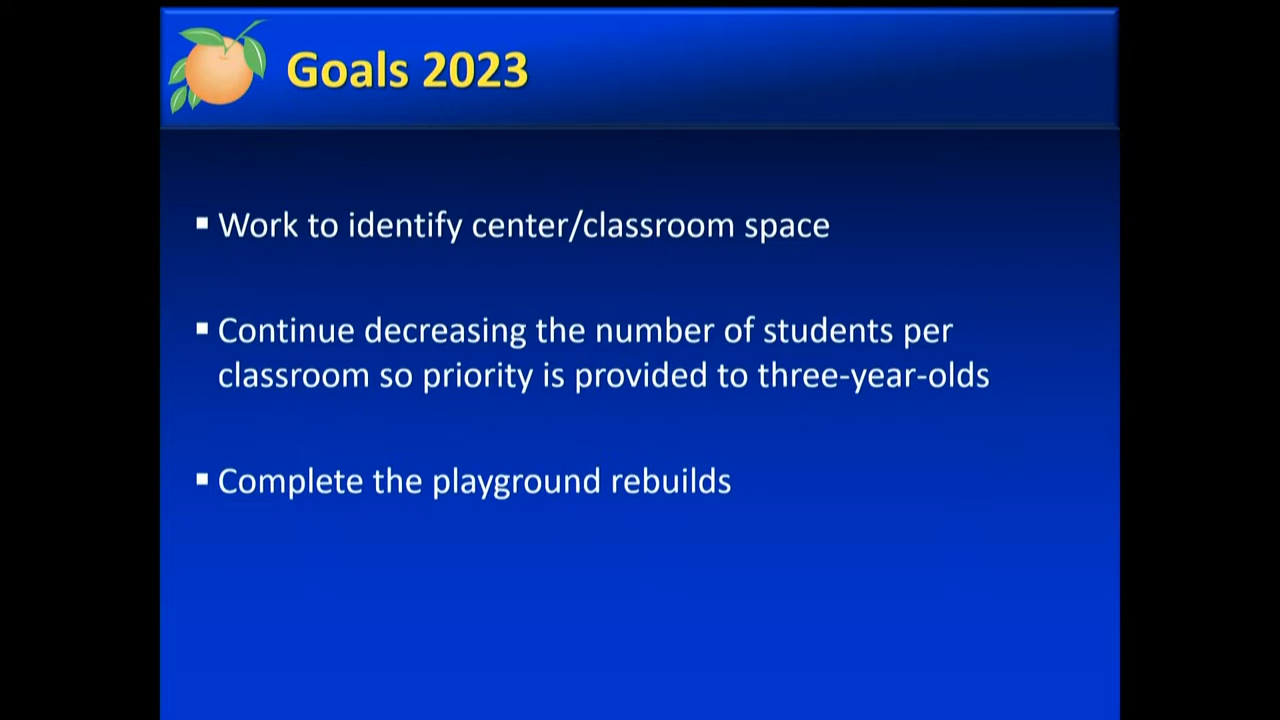 Goals 2023
▪ Work to identify center/classroom space
▪ Continue decreasing the number of students per
classroom so priority is provided to three-year-olds
▪ Complete the playground rebuilds